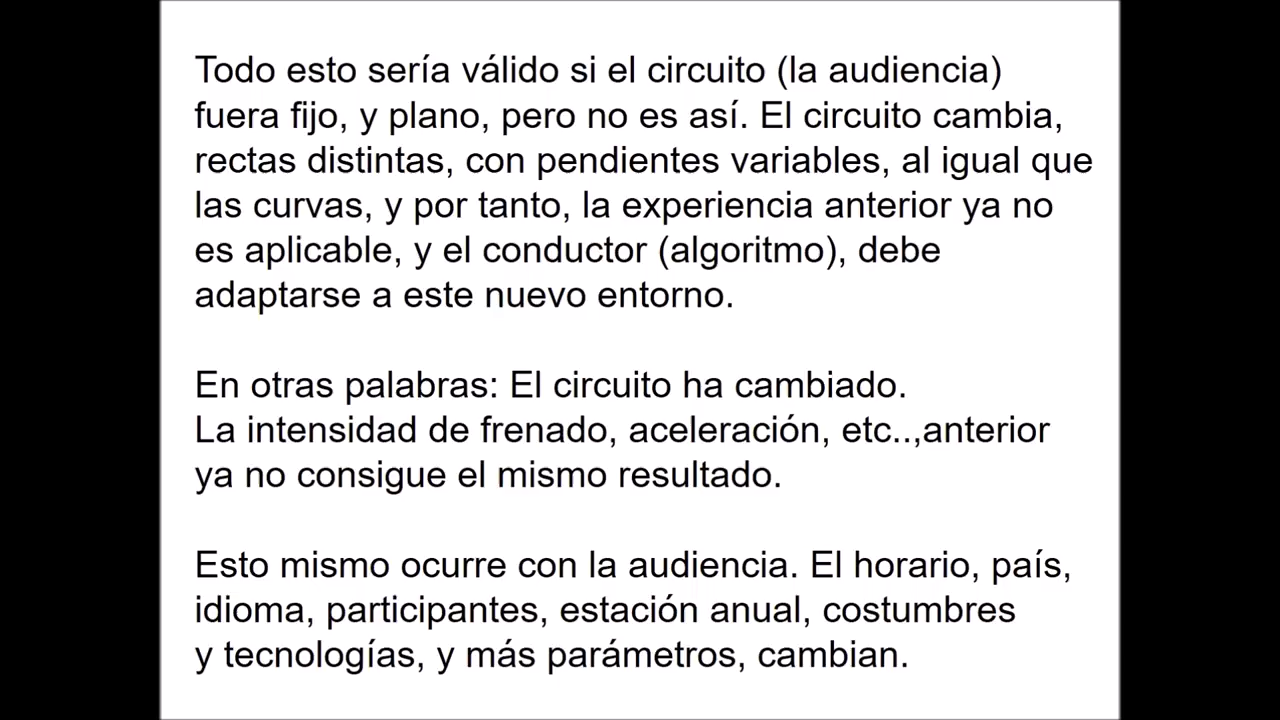 Todo esto sería válido si el circuito (la audiencia)
fuera fijo, y plano, pero no es así. El circuito cambia,
rectas distintas, con pendientes variables, al igual que
las curvas, y por tanto, la experiencia anterior ya no
es aplicable, y el conductor (algoritmo), debe
adaptarse a este nuevo entorno.
En otras palabras: El circuito ha cambiado.
La intensidad de frenado, aceleración, etc..,anterior
ya no consigue el mismo resultado.
Esto mismo ocurre con la audiencia. El horario, país,
idioma, participantes, estación anual, costumbres
y tecnologías, y más parámetros, cambian.